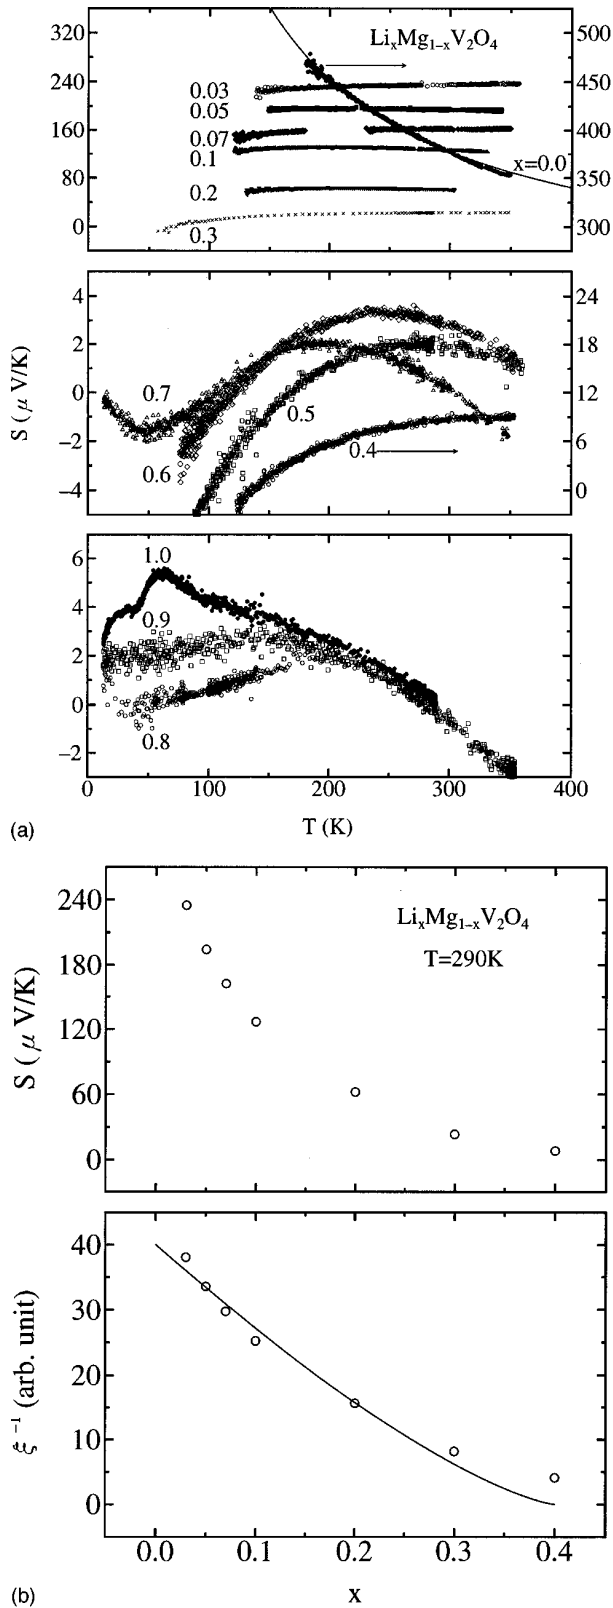 360 525
LiₓMg₁₋ₓV₂O₄
0.03
240 450
0.05
160 0.07 400
0.1 x=0.0
80 350
0.2
0 0.3 300
4 24
2 18
0.7
0 0.5 12
S ( μ V/K)
−2 0.6 0.4 6
−4 0
6 1.0
4
0.9
2
0
0.8
−2
0 100 200 300 400
(a) T (K)
240
LiₓMg₁₋ₓV₂O₄
180 T=290K
S ( μ V/K)
120
60
0
40
30
ξ⁻¹ (arb. unit)
20
10
0
0.0 0.1 0.2 0.3 0.4
(b) x